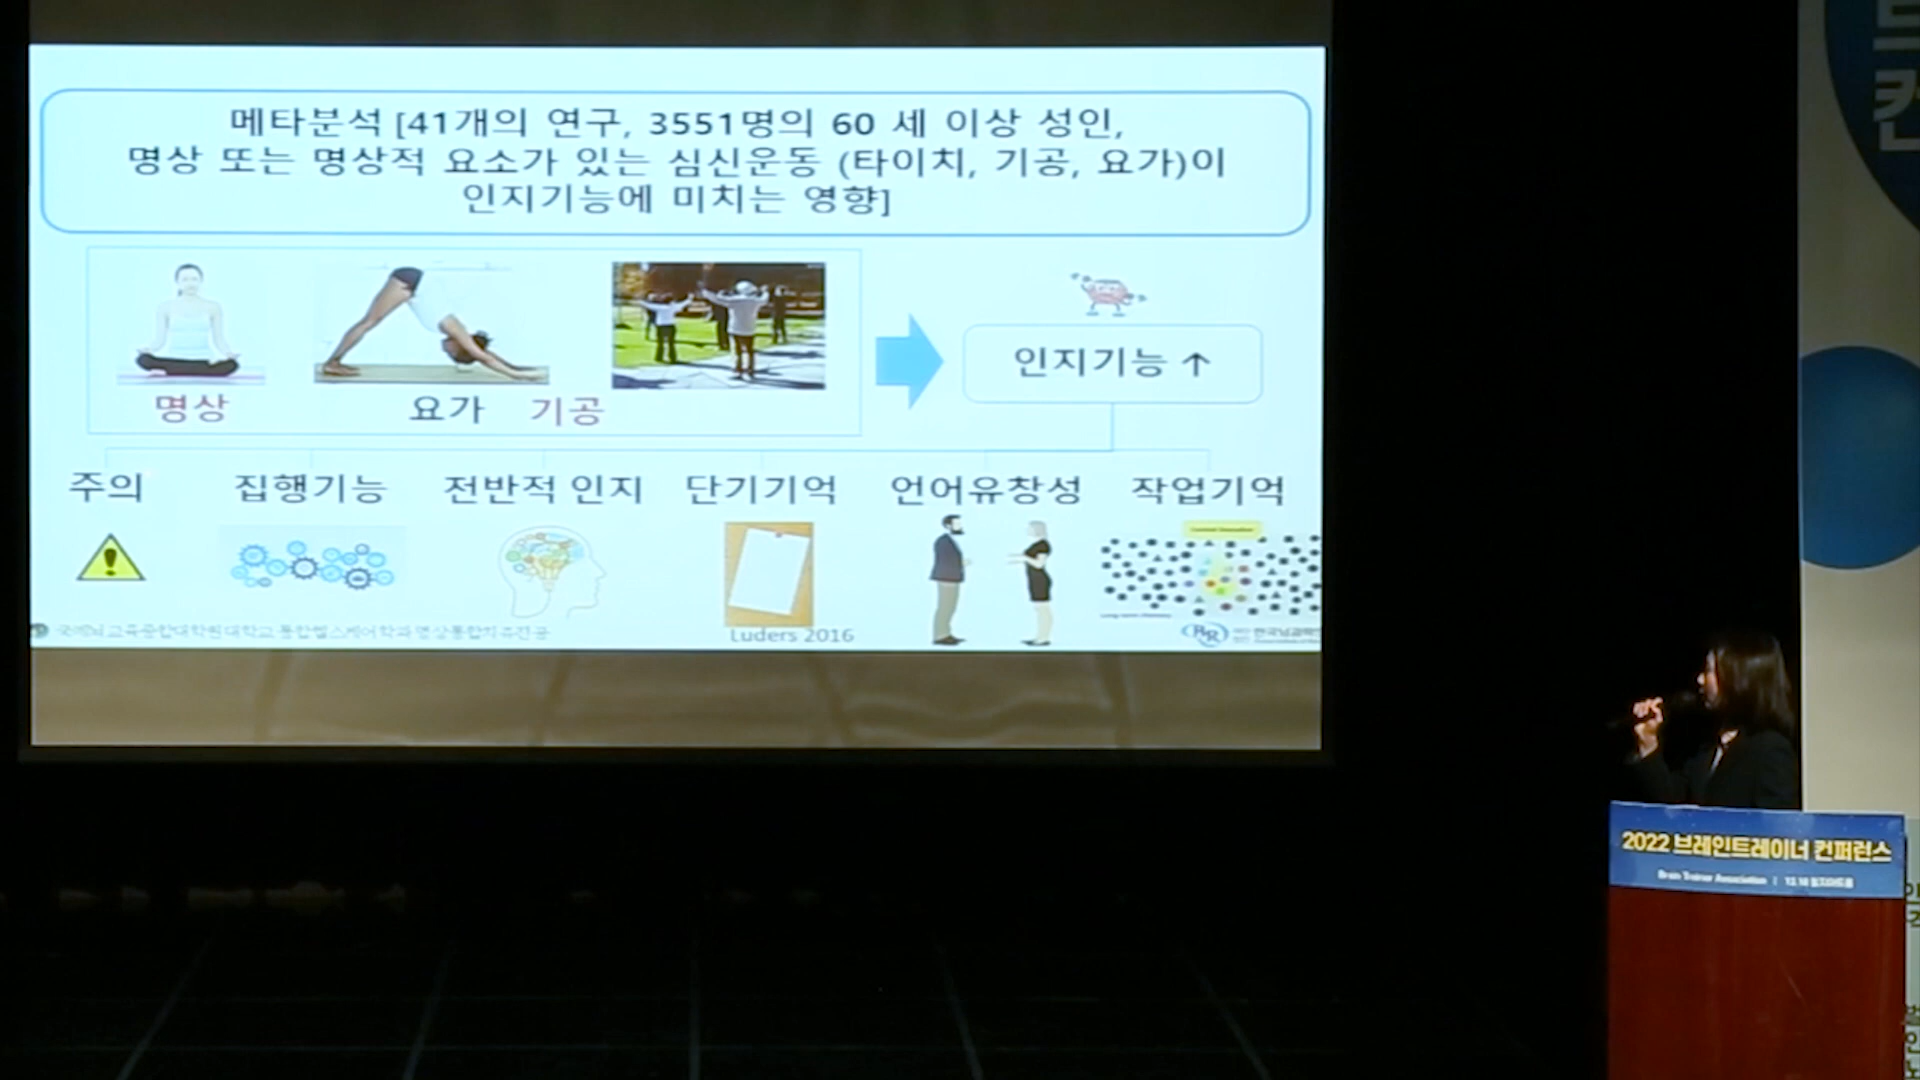 메타분석 [41개의 연구, 3551명의 60 세 이상 성인,
명상 또는 명상적 요소가 있는 심신운동 (타이치, 기공, 요가)이
인지기능에 미치는 영향]
명상
요가
기공
인지기능 ↑
주의
집행기능
전반적 인지
단기기억
언어유창성
작업기억
Luders 2016
2022 브레인트레이너 컨퍼런스
Brain Trainer Association